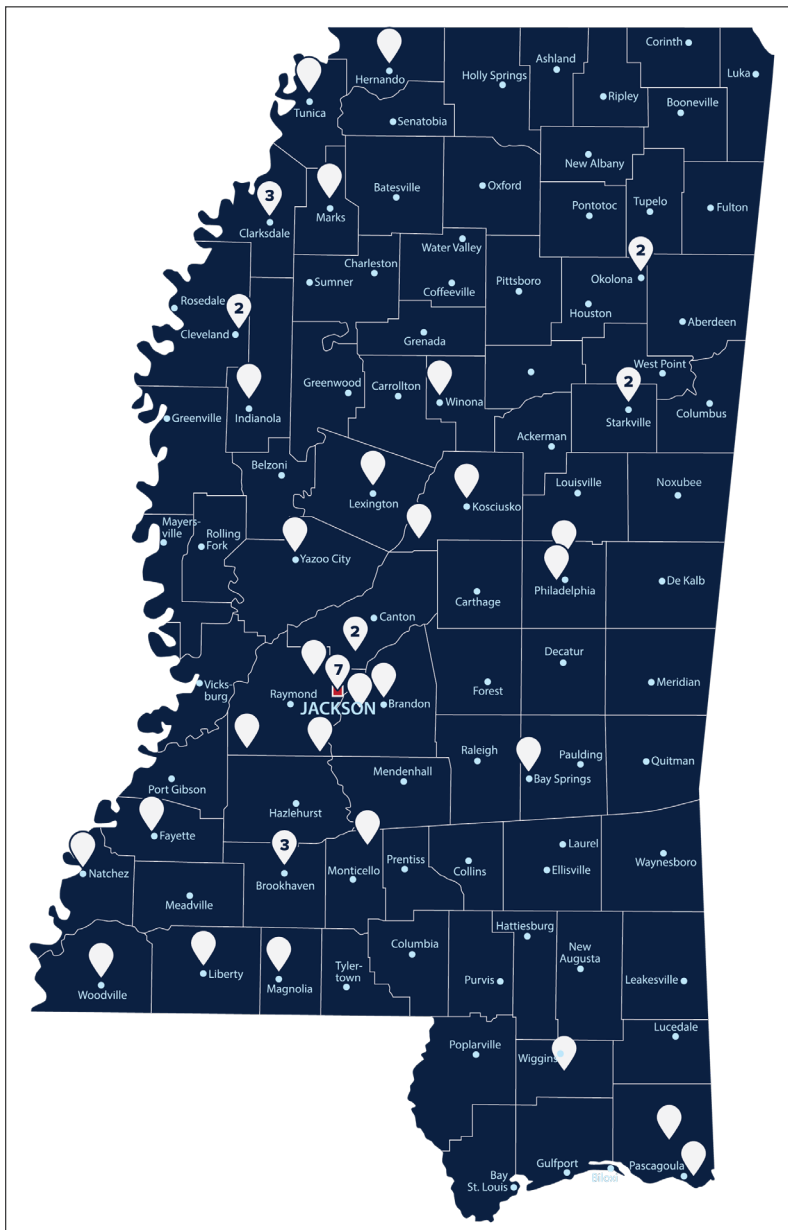 Corinth
Hernando
Ashland
Holly Springs
Luka
Tunica
Ripley
Booneville
Senatobia
New Albany
3
Marks
Batesville
Oxford
Pontotoc
Tupelo
Fulton
Clarksdale
Water Valley
2
Charleston
Sumner
Coffeeville
Pittsboro
Okolona
Rosedale
2
Houston
Cleveland
Grenada
Aberdeen
West Point
Greenwood
Carrollton
2
Winona
Indianola
Greenville
Starkville
Columbus
Ackerman
Belzoni
Lexington
Kosciusko
Louisville
Noxubee
Mayers-
ville
Rolling
Fork
Yazoo City
Philadelphia
De Kalb
Carthage
Canton
2
Decatur
7
Vicks-
burg
Raymond
Forest
Meridian
JACKSON
Brandon
Raleigh
Paulding
Quitman
Port Gibson
Mendenhall
Bay Springs
Hazlehurst
Fayette
3
Laurel
Natchez
Brookhaven
Monticello
Prentiss
Collins
Ellisville
Waynesboro
Meadville
Hattiesburg
Columbia
New
Augusta
Liberty
Magnolia
Tyler-
town
Purvis
Leakesville
Woodville
Lucedale
Poplarville
Wiggins
Gulfport
Pascagoula
Bay
St. Louis
Biloxi